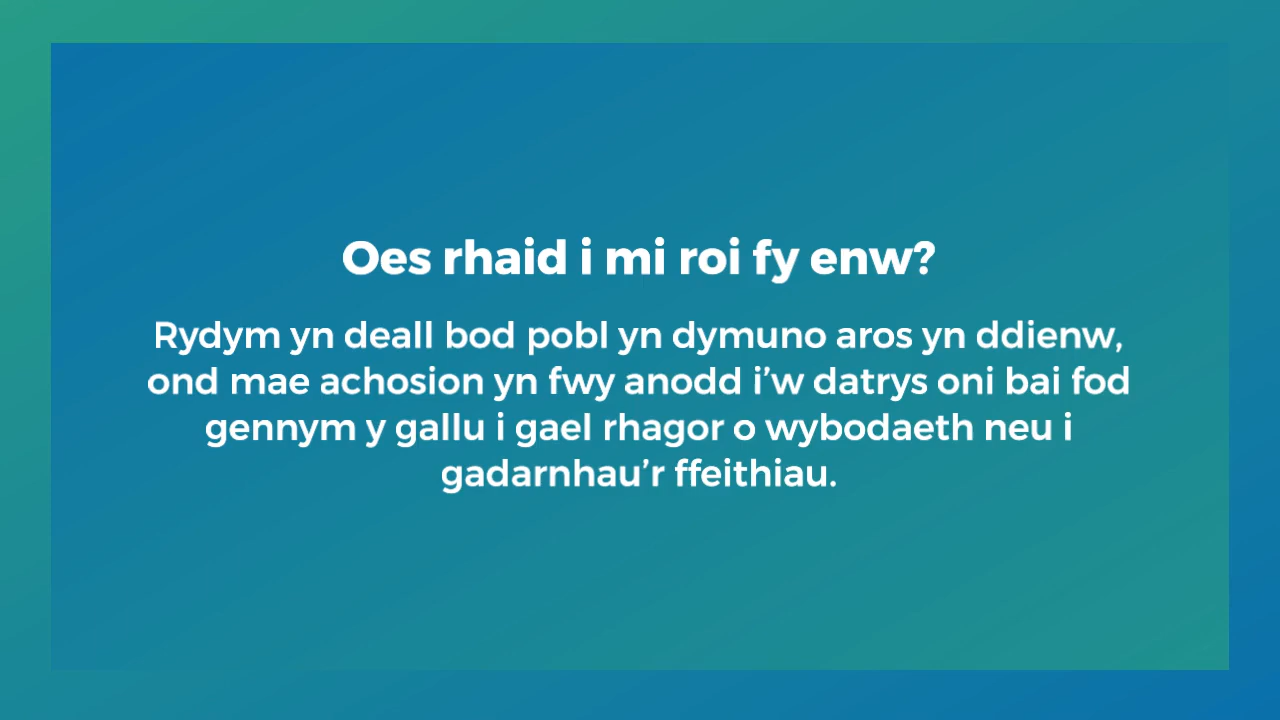 Oes rhaid i mi roi fy enw?
Rydym yn deall bod pobl yn dymuno aros yn ddienw,
ond mae achosion yn fwy anodd i’w datrys oni bai fod
gennym y gallu i gael rhagor o wybodaeth neu i
gadarnhau’r ffeithiau.